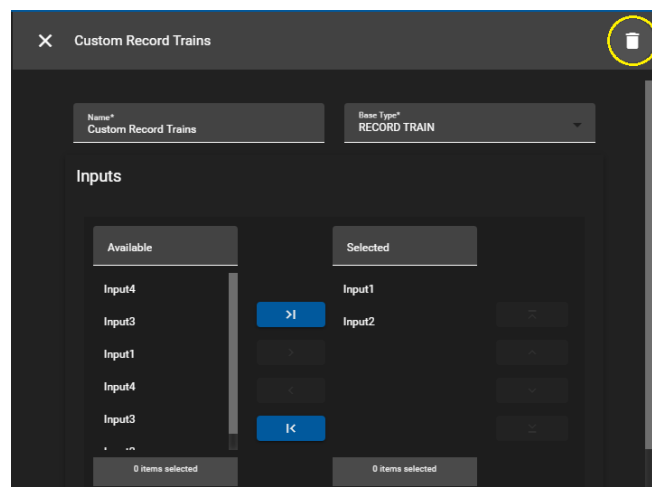 Custom Record Trains
Name*
Custom Record Trains
Base Type*
RECORD TRAIN
Inputs
Available
Input4
Input3
Input1
Input4
Input3
0 items selected
Selected
Input1
Input2
0 items selected